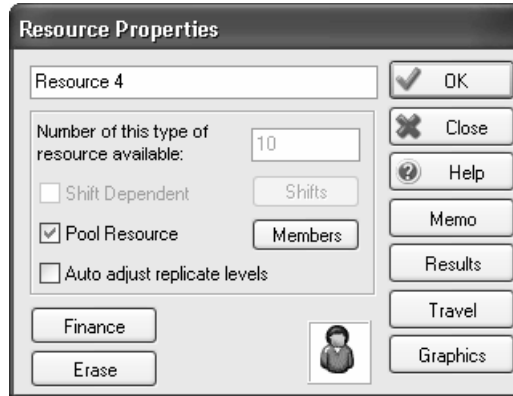 Resource Properties
Resource 4
OK
Number of this type of
resource available:
10
Close
Help
Shift Dependent
Shifts
Memo
Pool Resource
Members
Results
Auto adjust replicate levels
Travel
Finance
Graphics
Erase